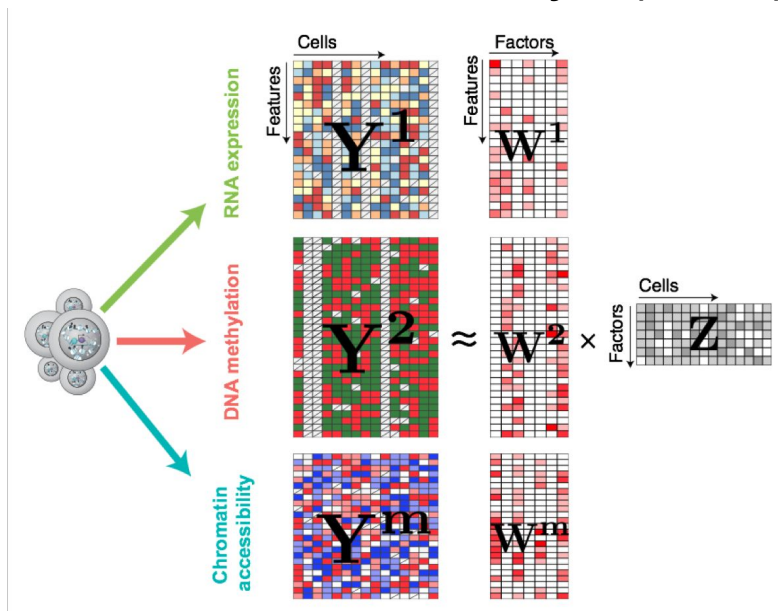 Cells
Factors
Features
Features
Y1
W1
RNA expression
DNA methylation
Y2
≈
W2
×
Cells
Factors
Z
Chromatin
accessibility
Ym
Wm